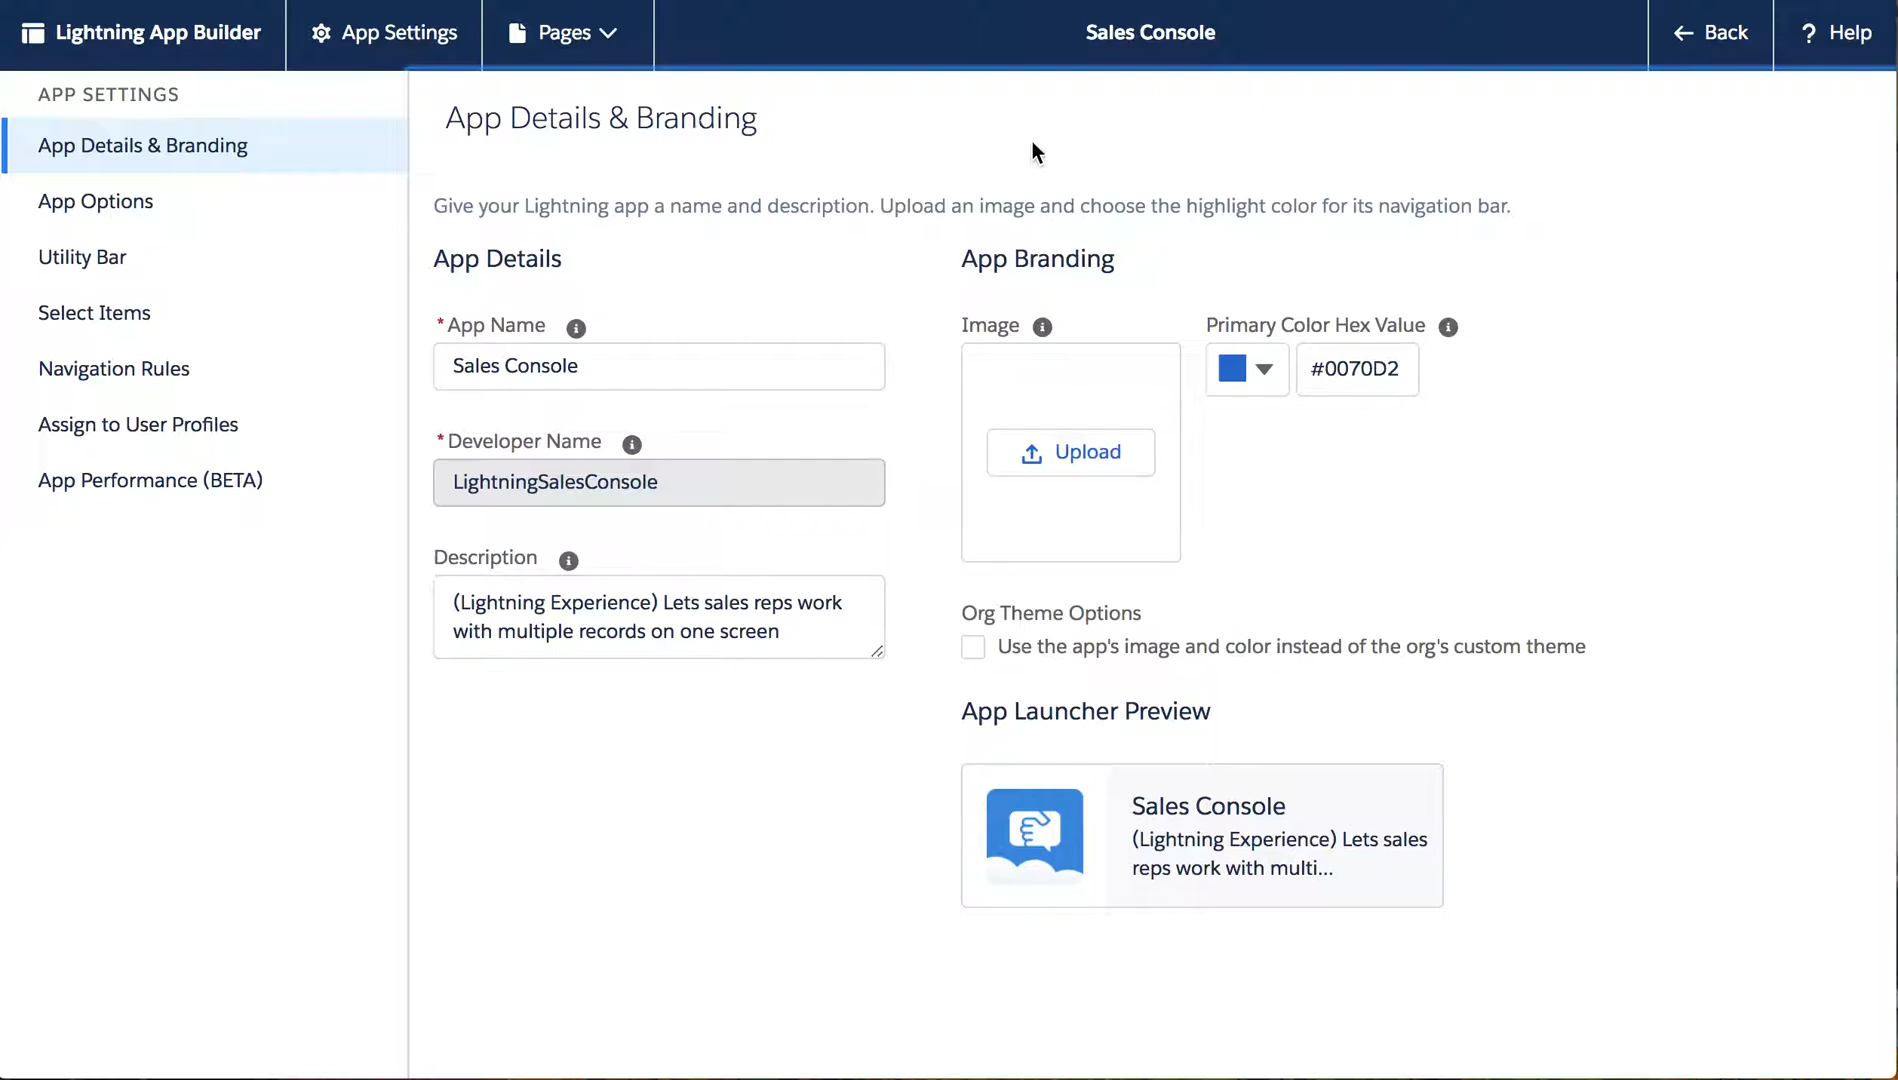 Lightning App Builder
App Settings
Pages
Sales Console
Back
? Help
APP SETTINGS
App Details & Branding
App Options
Utility Bar
Select Items
Navigation Rules
Assign to User Profiles
App Performance (BETA)
App Details & Branding
Give your Lightning app a name and description. Upload an image and choose the highlight color for its navigation bar.
App Details
* App Name
Sales Console
* Developer Name
LightningSalesConsole
Description
(Lightning Experience) Lets sales reps work
with multiple records on one screen
App Branding
Image
Upload
Primary Color Hex Value
#0070D2
Org Theme Options
Use the app's image and color instead of the org's custom theme
App Launcher Preview
Sales Console
(Lightning Experience) Lets sales
reps work with multi...